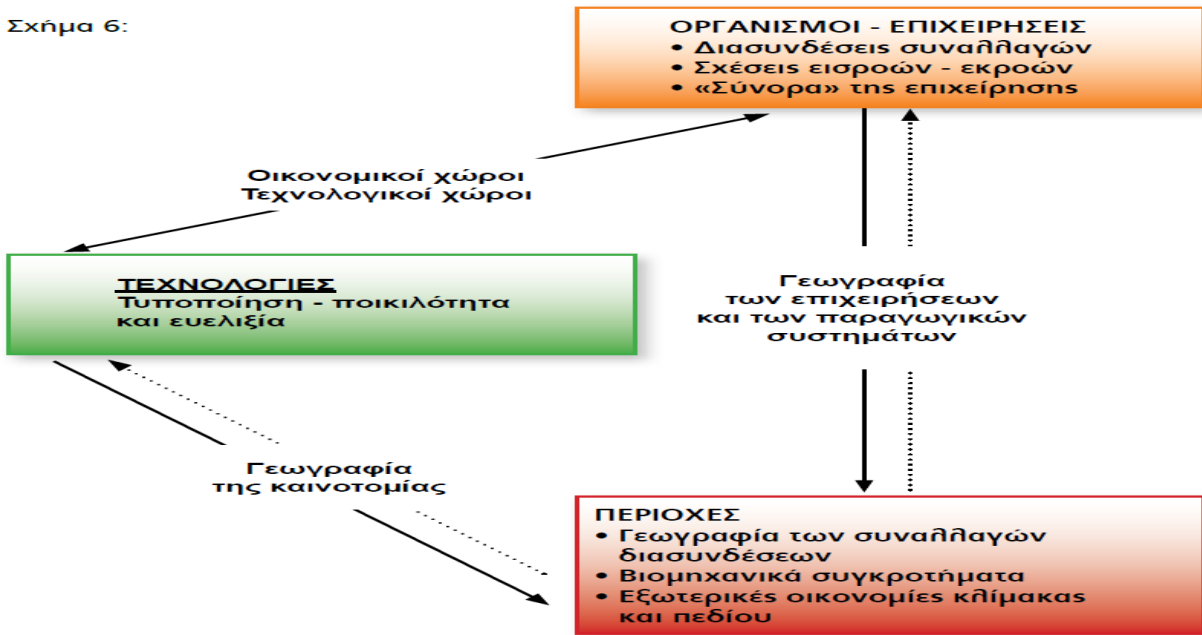 Σχήμα 6:
ΟΡΓΑΝΙΣΜΟΙ - ΕΠΙΧΕΙΡΗΣΕΙΣ
• Διασυνδέσεις συναλλαγών
• Σχέσεις εισροών - εκροών
• «Σύνορα» της επιχείρησης
Οικονομικοί χώροι
Τεχνολογικοί χώροι
ΤΕΧΝΟΛΟΓΙΕΣ
Τυποποίηση - ποικιλότητα
και ευελιξία
Γεωγραφία
των επιχειρήσεων
και των παραγωγικών
συστημάτων
Γεωγραφία
της καινοτομίας
ΠΕΡΙΟΧΕΣ
• Γεωγραφία των συναλλαγών
διασυνδέσεων
• Βιομηχανικά συγκροτήματα
• Εξωτερικές οικονομίες κλίμακας
και πεδίου